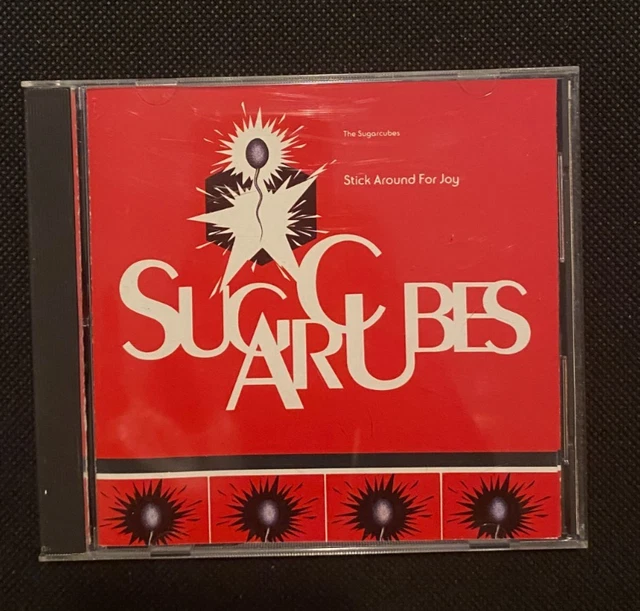 The Sugarcubes
Stick Around For Joy
SUGARCUBES